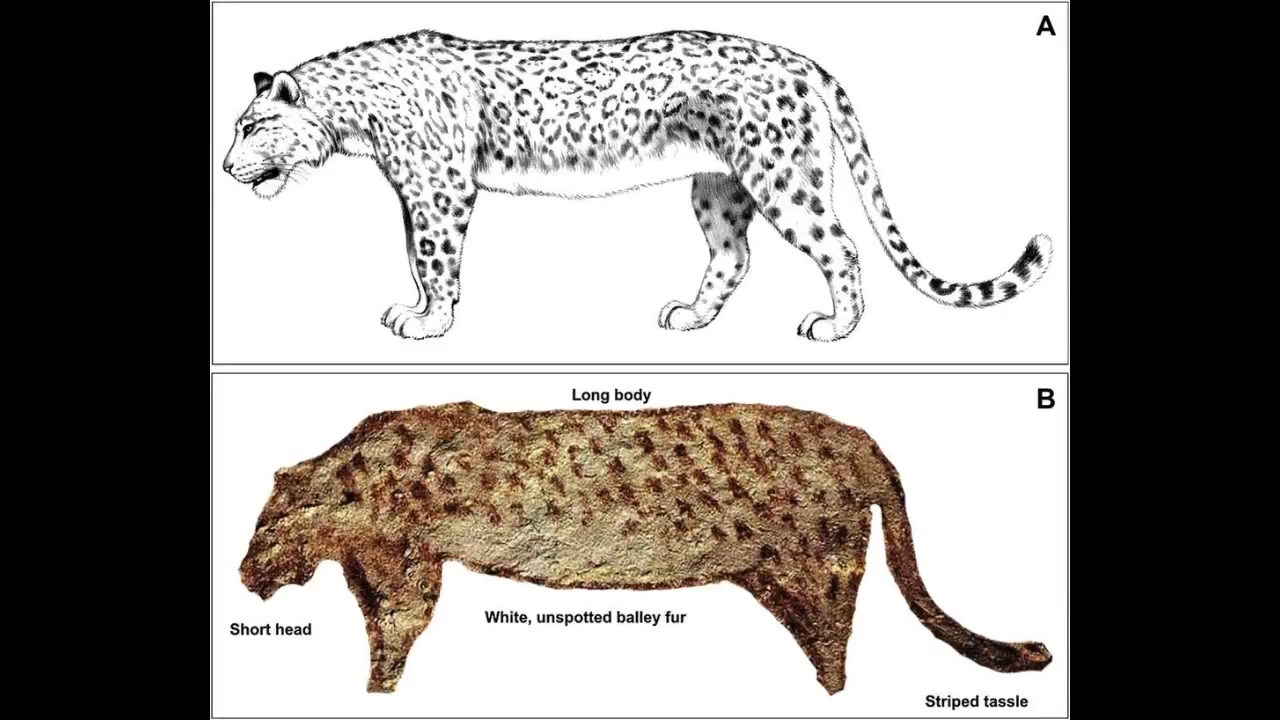 A
B
Long body
Short head
White, unspotted balley fur
Striped tassle